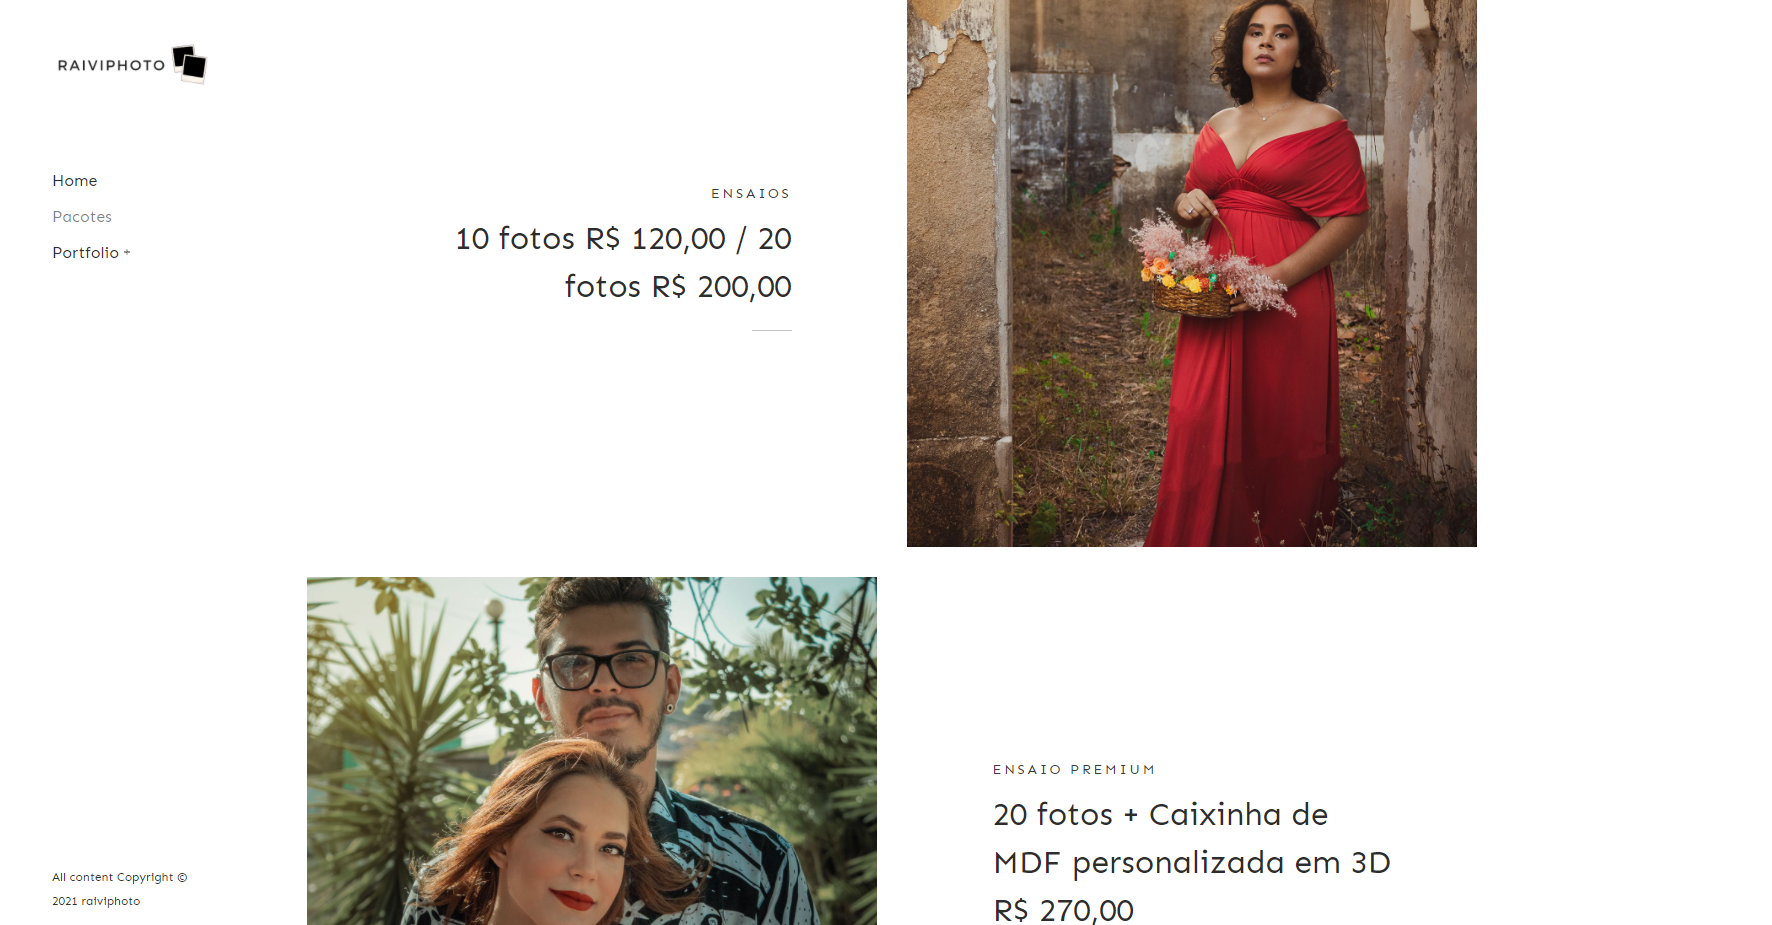 RAIVIPHOTO
Home
Pacotes
Portfolio +
ENSAIOS
10 fotos R$ 120,00 / 20
fotos R$ 200,00
ENSAIO PREMIUM
20 fotos + Caixinha de
MDF personalizada em 3D
R$ 270,00
All content Copyright ©
2021 raiviphoto